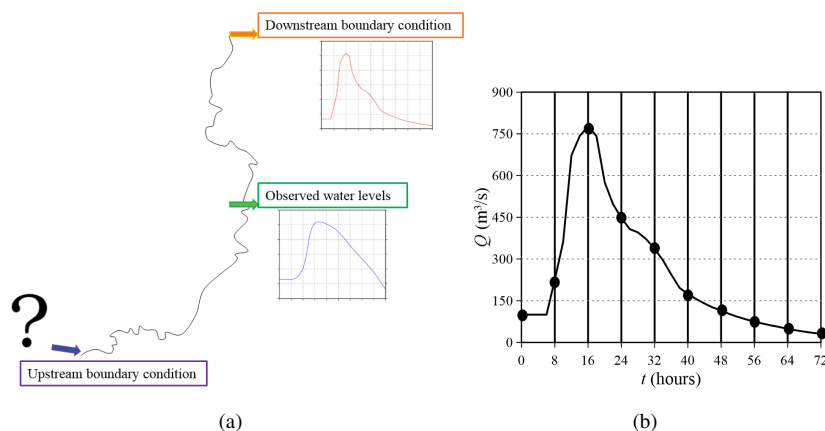 Downstream boundary condition
Observed water levels
?
Upstream boundary condition
(a)
900
750
600
450
300
150
0
Q (m³/s)
0 8 16 24 32 40 48 56 64 72
t (hours)
(b)